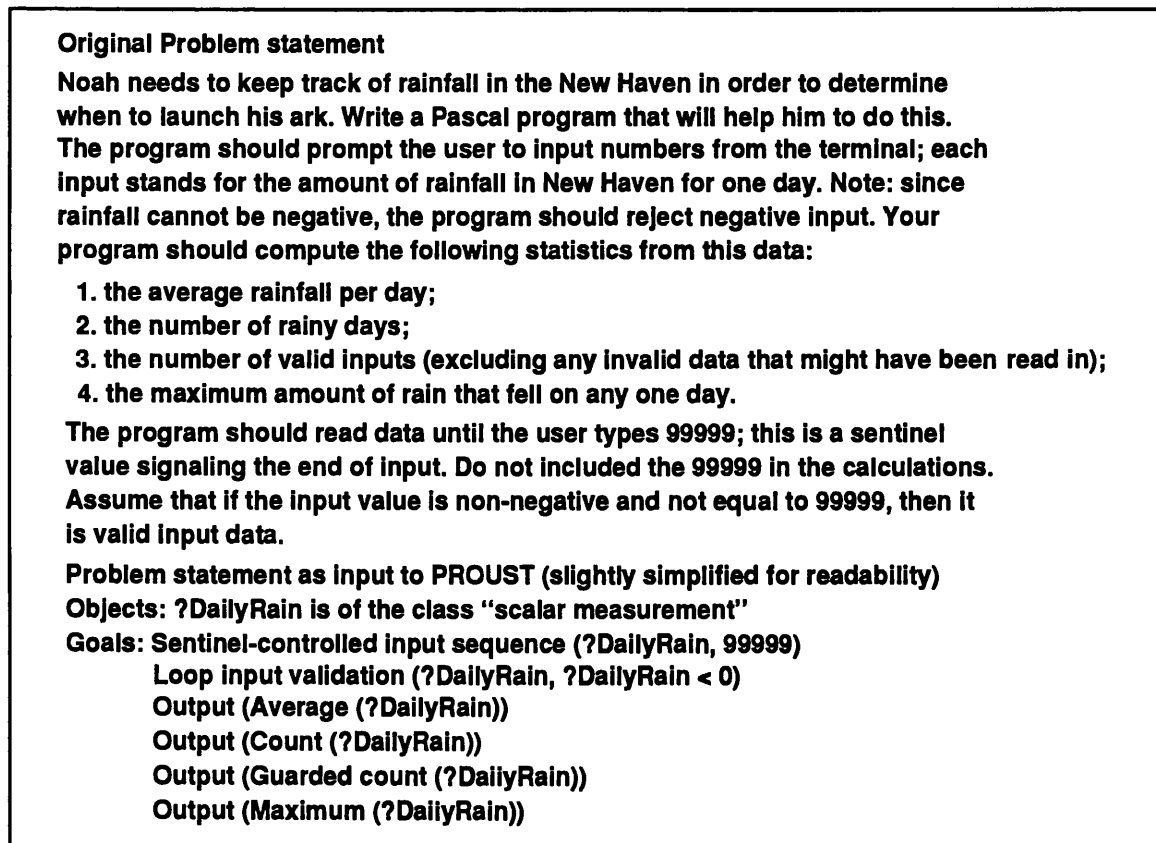 Original Problem statement
Noah needs to keep track of rainfall in the New Haven in order to determine
when to launch his ark. Write a Pascal program that will help him to do this.
The program should prompt the user to input numbers from the terminal; each
input stands for the amount of rainfall in New Haven for one day. Note: since
rainfall cannot be negative, the program should reject negative input. Your
program should compute the following statistics from this data:
1. the average rainfall per day;
2. the number of rainy days;
3. the number of valid inputs (excluding any invalid data that might have been read in);
4. the maximum amount of rain that fell on any one day.
The program should read data until the user types 99999; this is a sentinel
value signaling the end of input. Do not included the 99999 in the calculations.
Assume that if the input value is non-negative and not equal to 99999, then it
is valid input data.
Problem statement as input to PROUST (slightly simplified for readability)
Objects: ?DailyRain is of the class “scalar measurement”
Goals: Sentinel-controlled input sequence (?DailyRain, 99999)
Loop input validation (?DailyRain, ?DailyRain < 0)
Output (Average (?DailyRain))
Output (Count (?DailyRain))
Output (Guarded count (?DailyRain))
Output (Maximum (?DailyRain))